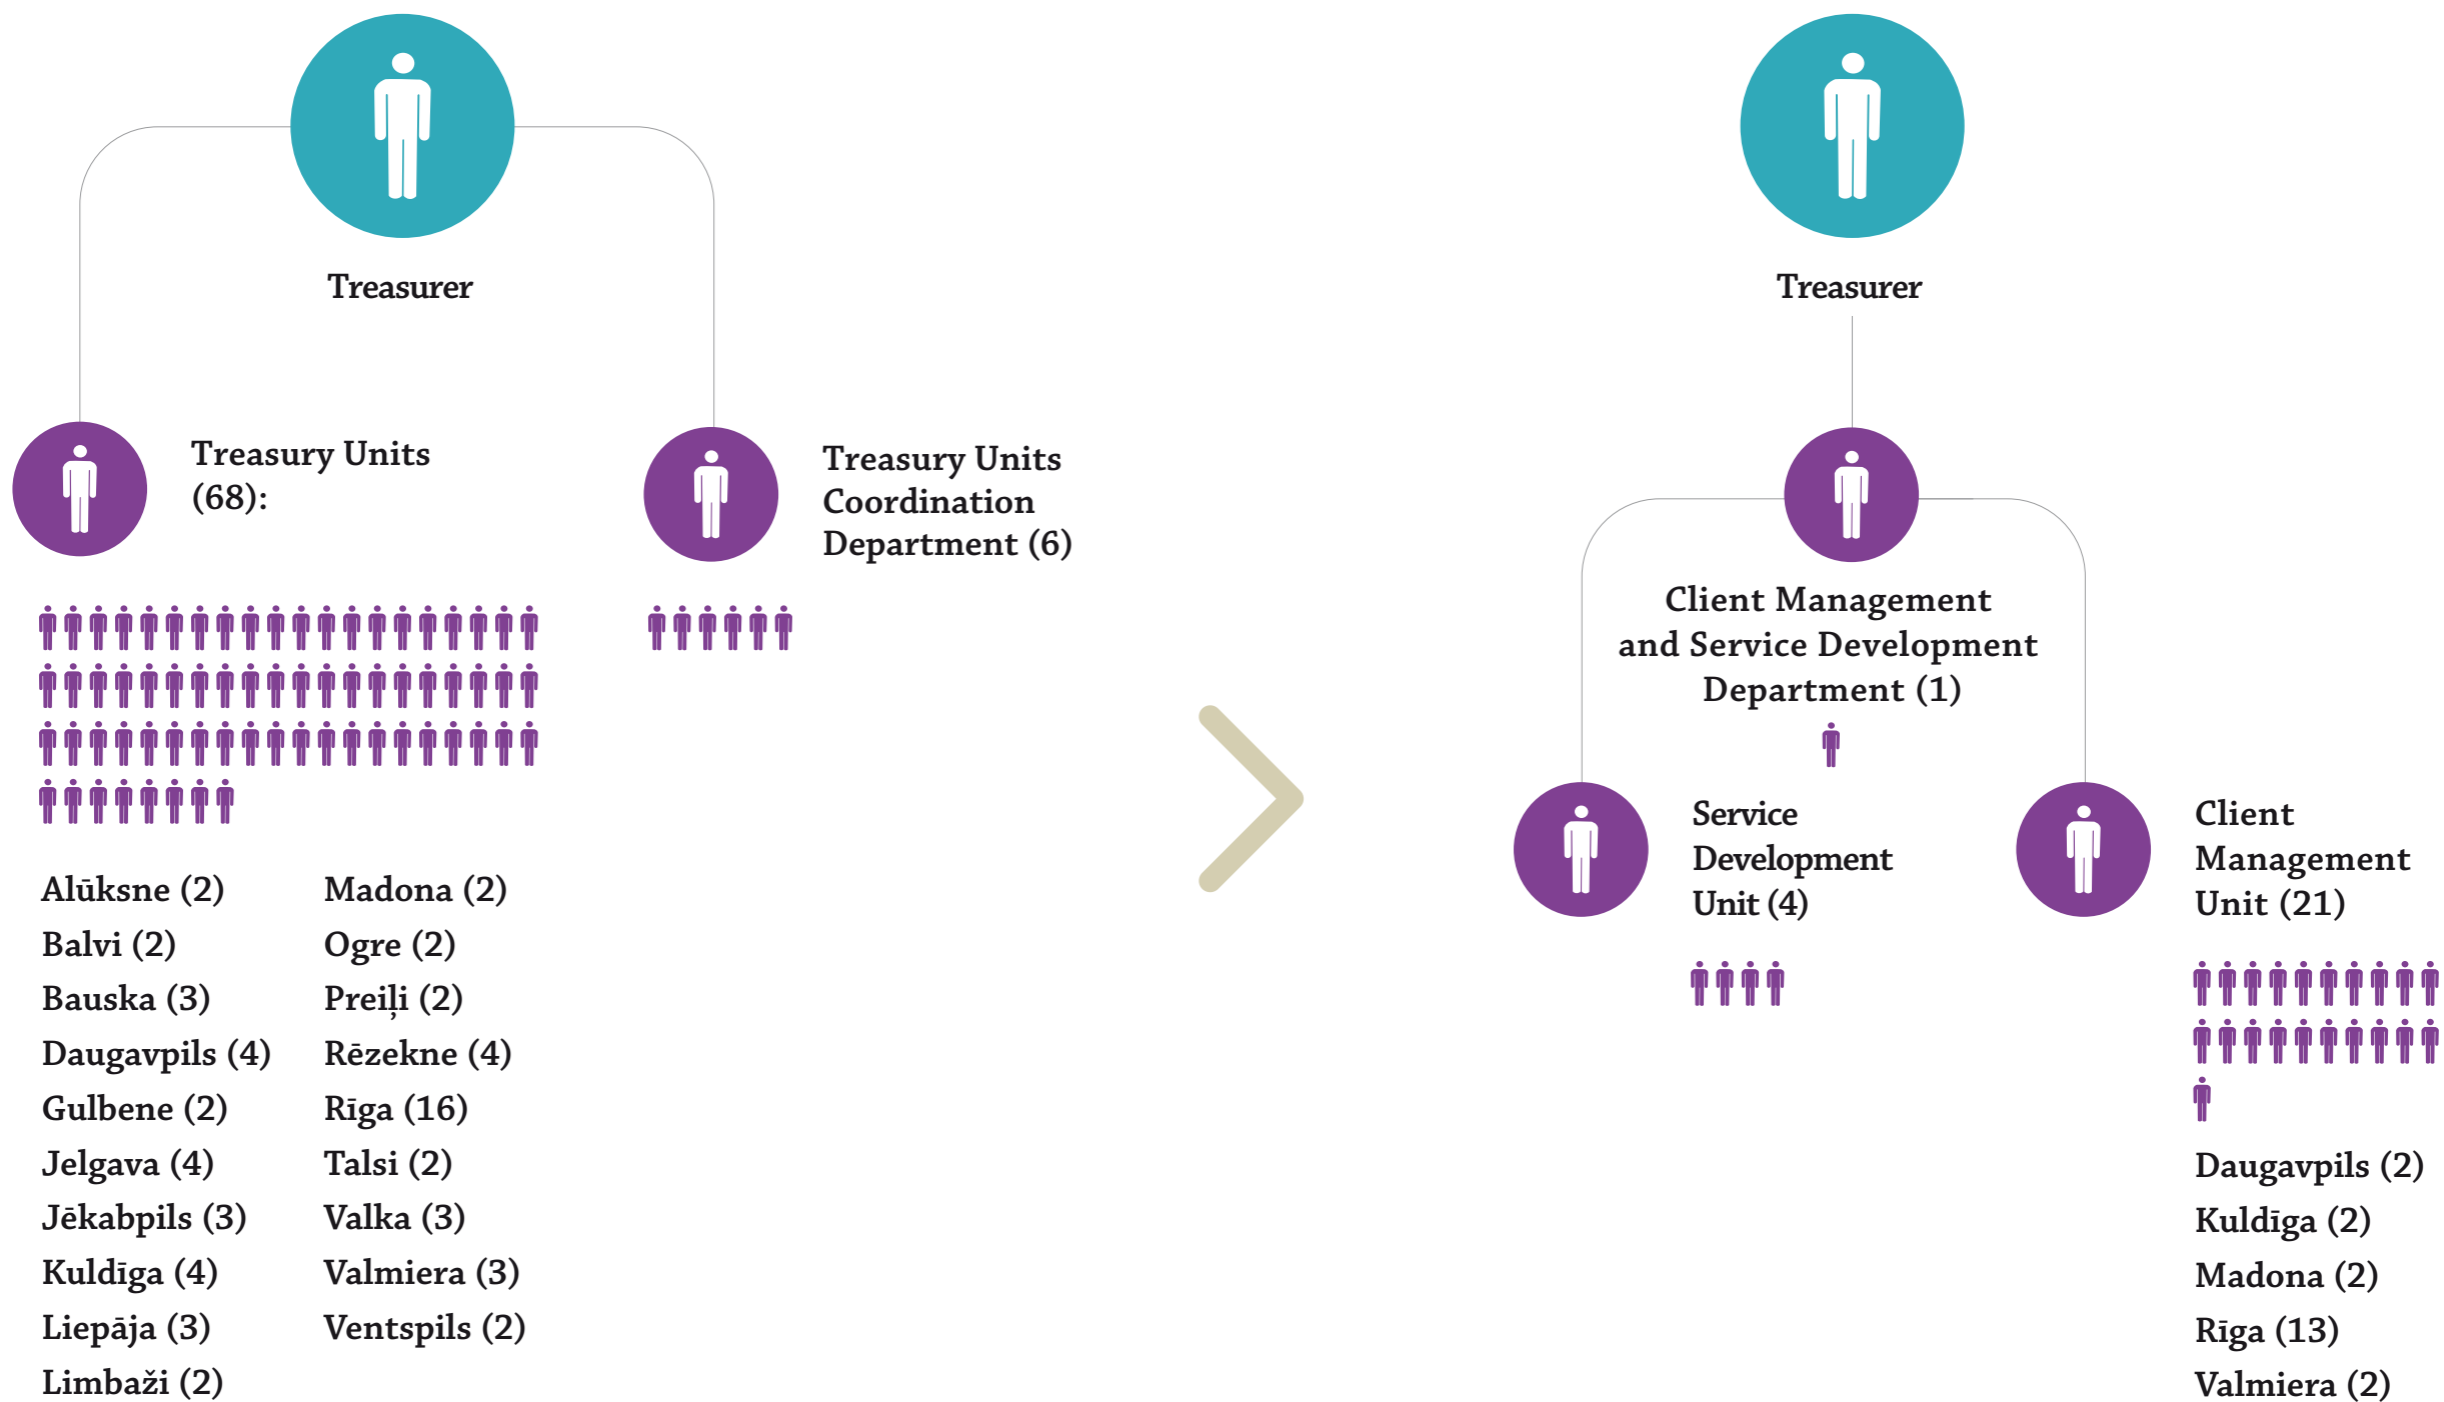 Treasurer
Treasury Units
(68):
Treasury Units
Coordination
Department (6)
Alūksne (2)
Balvi (2)
Bauska (3)
Daugavpils (4)
Gulbene (2)
Jelgava (4)
Jēkabpils (3)
Kuldīga (4)
Liepāja (3)
Limbaži (2)
Madona (2)
Ogre (2)
Preiļi (2)
Rēzekne (4)
Rīga (16)
Talsi (2)
Valka (3)
Valmiera (3)
Ventspils (2)
Treasurer
Client Management
and Service Development
Department (1)
Service
Development
Unit (4)
Client
Management
Unit (21)
Daugavpils (2)
Kuldīga (2)
Madona (2)
Rīga (13)
Valmiera (2)